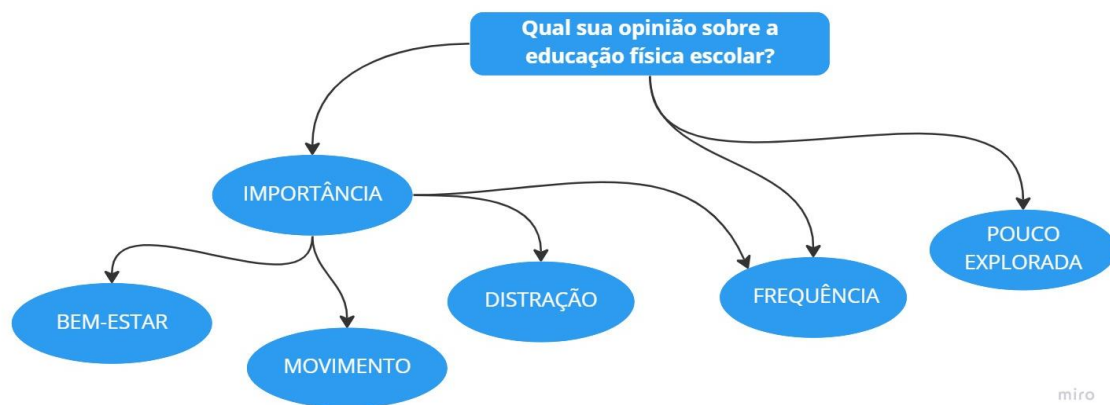 Qual sua opinião sobre a
educação física escolar?
IMPORTÂNCIA
POUCO
EXPLORADA
DISTRAÇÃO
FREQUÊNCIA
BEM-ESTAR
MOVIMENTO
miro